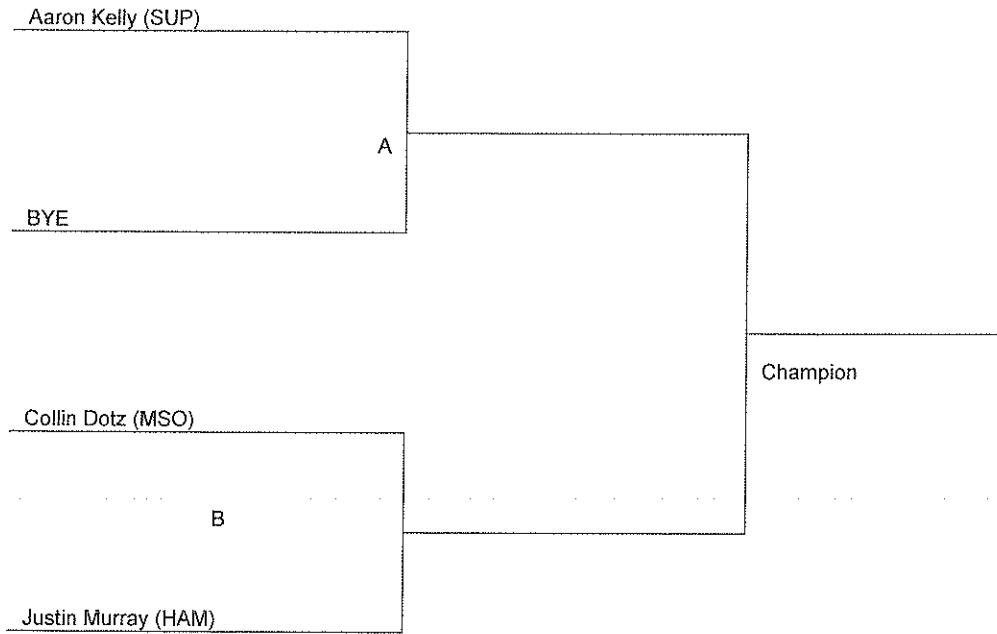 Aaron Kelly (SUP)
A
BYE
Champion
Collin Dotz (MSO)
B
Justin Murray (HAM)